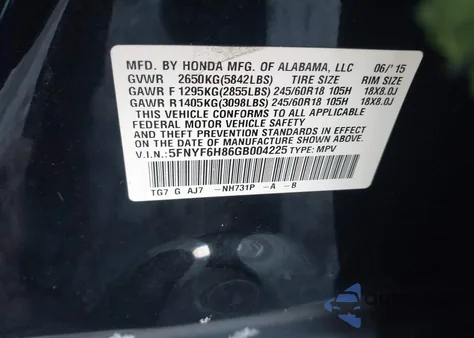 MFD. BY HONDA MFG. OF ALABAMA, LLC 06/'15
GVWR 2650KG(5842LBS) TIRE SIZE RIM SIZE
GAWR F 1295KG(2855LBS) 245/60R18 105H 18X8.0J
GAWR R 1405KG(3098LBS) 245/60R18 105H 18X8.0J
THIS VEHICLE CONFORMS TO ALL APPLICABLE
FEDERAL MOTOR VEHICLE SAFETY
AND THEFT PREVENTION STANDARDS IN EFFECT
ON THE DATE OF MANUFACTURE SHOWN ABOVE.
V.I.N.: 5FNYF6H86GB004225 TYPE: MPV
TG7 G AJ7 -NH731P -A -B